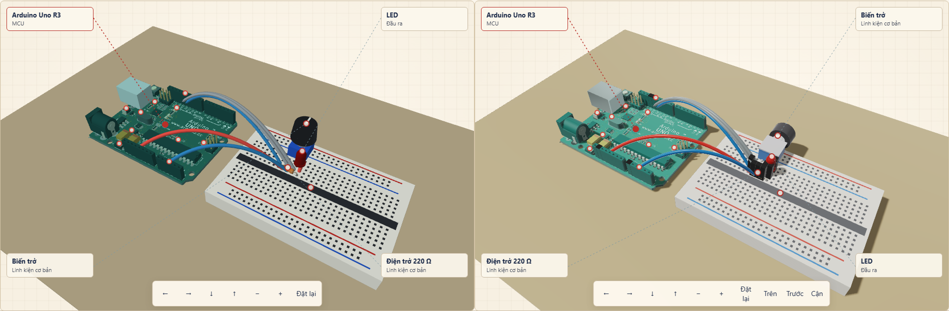 Arduino Uno R3
MCU
LED
Đầu ra
Biến trở
Linh kiện cơ bản
Điện trở 220 Ω
Linh kiện cơ bản
← → ↓ ↑ − + Đặt lại
Arduino Uno R3
MCU
Biến trở
Linh kiện cơ bản
Điện trở 220 Ω
Linh kiện cơ bản
LED
Đầu ra
← → ↓ ↑ − + Đặt lại Trên Trước Cận